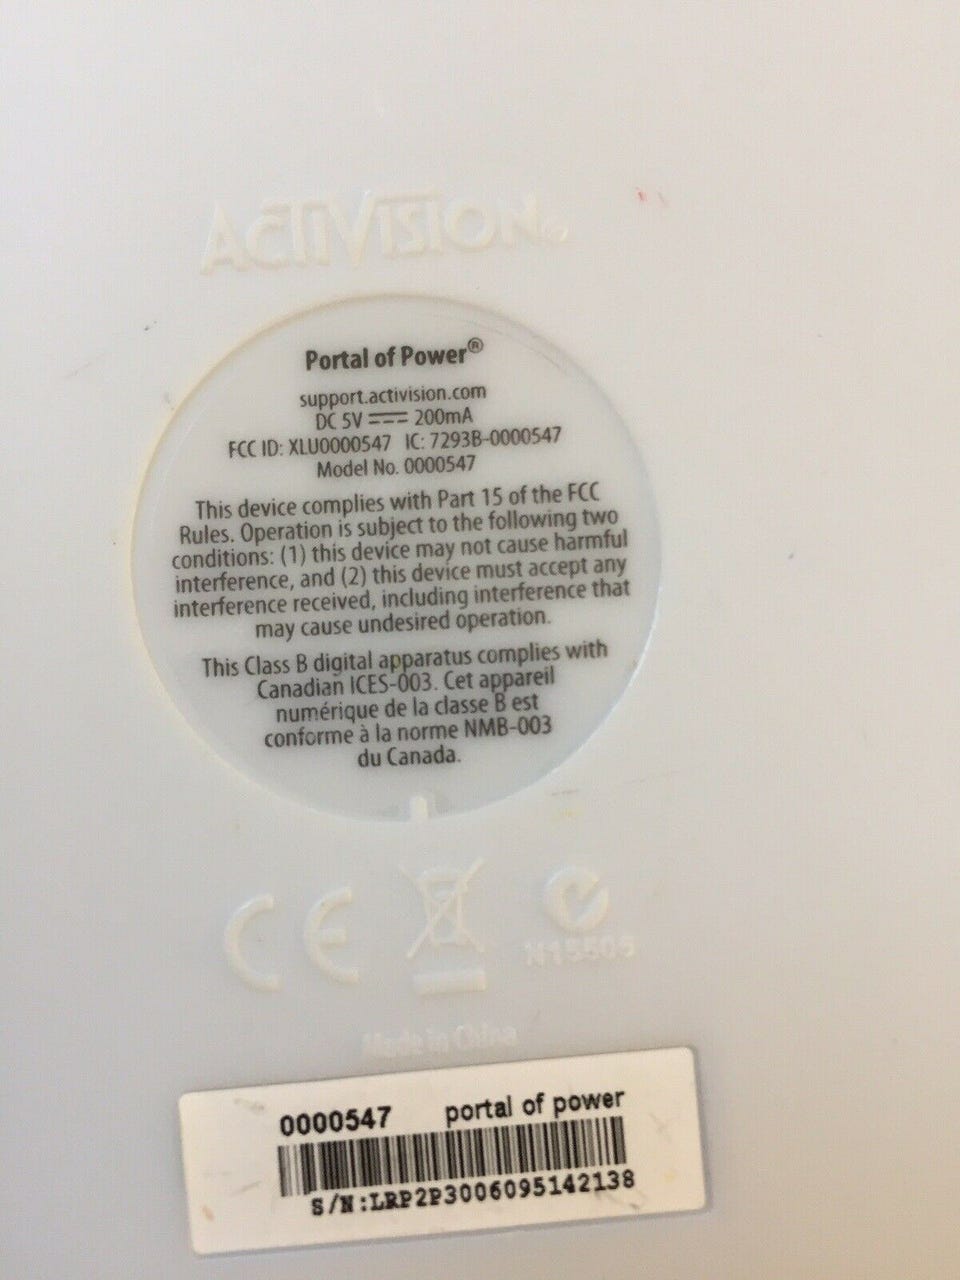 ACTIVISION.
Portal of Power®
support.activision.com
DC 5V ⎓ 200mA
FCC ID: XLU0000547 IC: 7293B-0000547
Model No. 0000547
This device complies with Part 15 of the FCC
Rules. Operation is subject to the following two
conditions: (1) this device may not cause harmful
interference, and (2) this device must accept any
interference received, including interference that
may cause undesired operation.
This Class B digital apparatus complies with
Canadian ICES-003. Cet appareil
numérique de la classe B est
conforme à la norme NMB-003
du Canada.
CE
N15506
Made in China
0000547 portal of power
S/N:LRP2P3006095142138